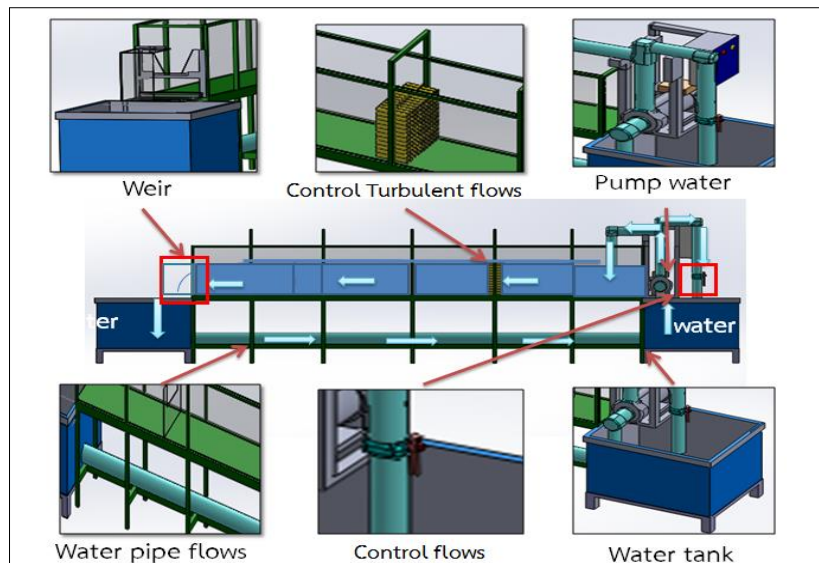 Weir
Control Turbulent flows
Pump water
ter
water
Water pipe flows
Control flows
Water tank